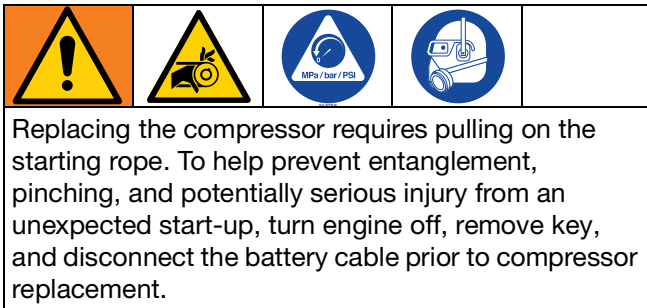 MPa/bar/PSI
Replacing the compressor requires pulling on the
starting rope. To help prevent entanglement,
pinching, and potentially serious injury from an
unexpected start-up, turn engine off, remove key,
and disconnect the battery cable prior to compressor
replacement.